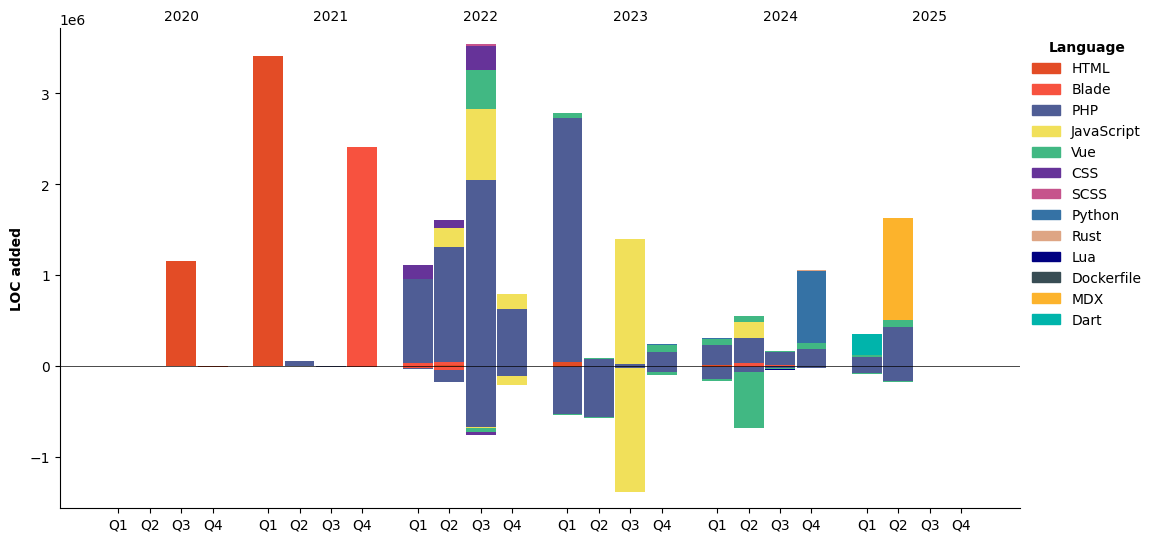 1e6
2020 2021 2022 2023 2024 2025
LOC added
3
2
1
0
−1
Q1 Q2 Q3 Q4 Q1 Q2 Q3 Q4 Q1 Q2 Q3 Q4 Q1 Q2 Q3 Q4 Q1 Q2 Q3 Q4 Q1 Q2 Q3 Q4
Language
HTML
Blade
PHP
JavaScript
Vue
CSS
SCSS
Python
Rust
Lua
Dockerfile
MDX
Dart